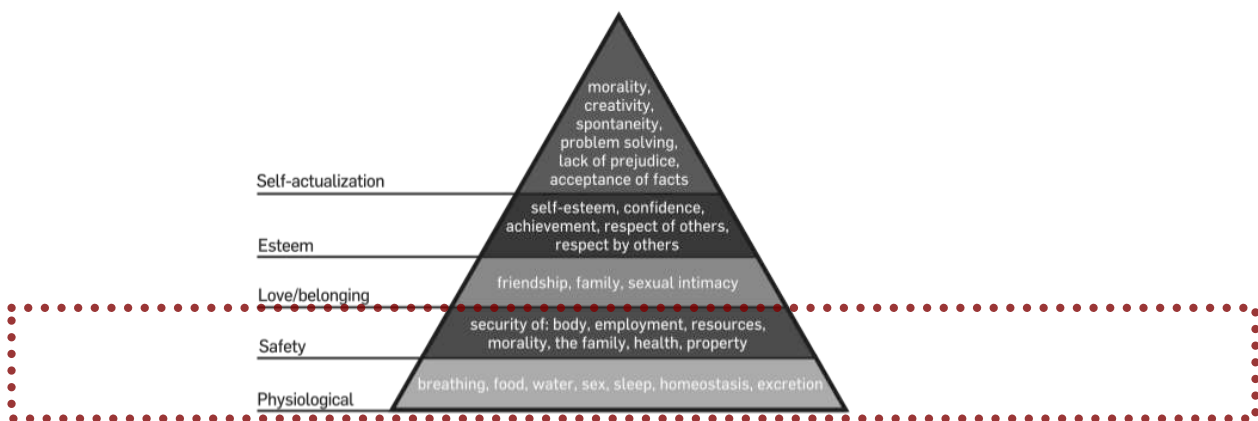 morality,
creativity,
spontaneity,
problem solving,
lack of prejudice,
acceptance of facts
Self-actualization
self-esteem, confidence,
achievement, respect of others,
respect by others
Esteem
friendship, family, sexual intimacy
Love/belonging
security of: body, employment, resources,
morality, the family, health, property
Safety
breathing, food, water, sex, sleep, homeostasis, excretion
Physiological